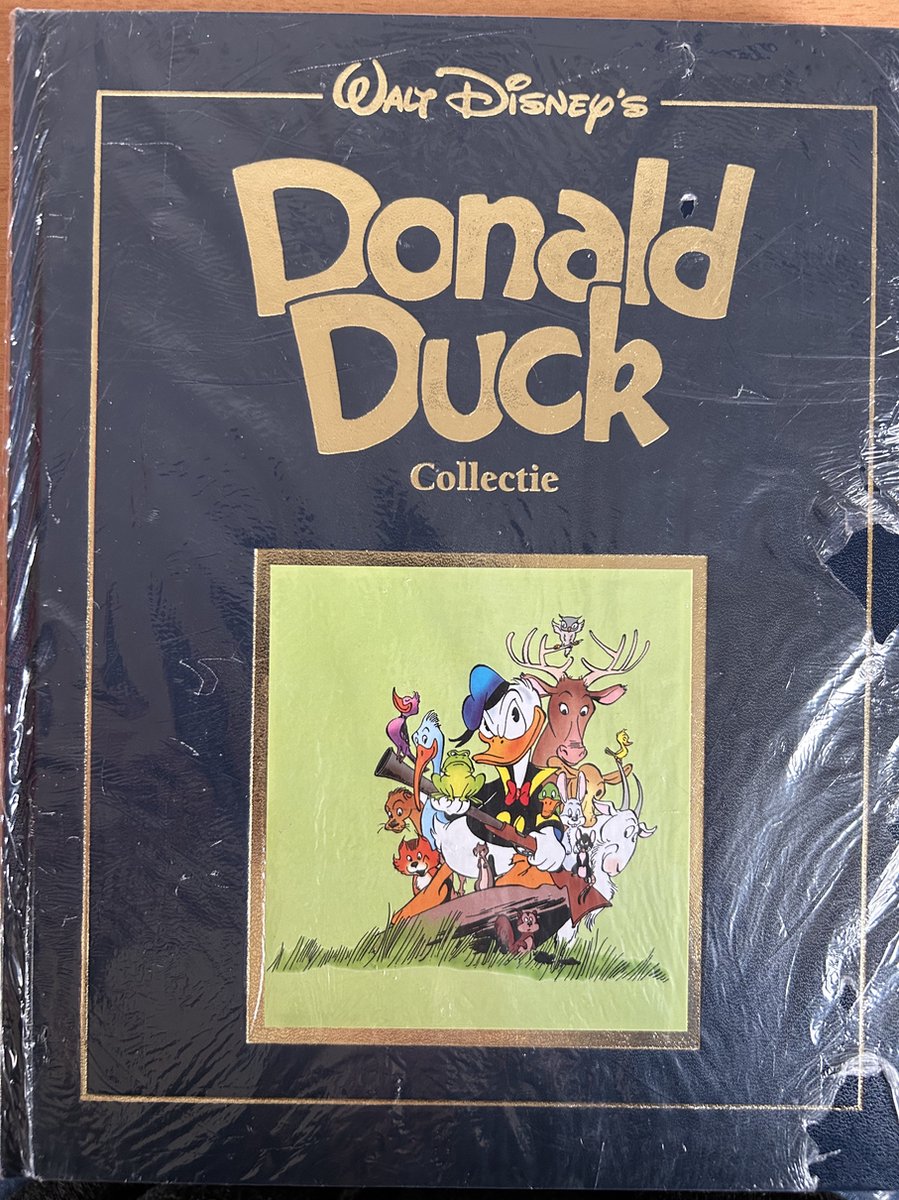 Walt Disney's
Donald
Duck
Collectie